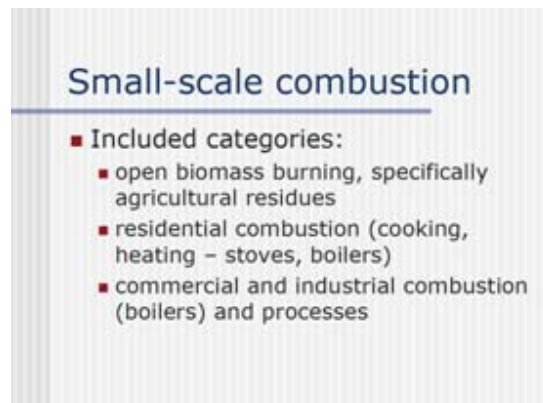 Small-scale combustion
Included categories:
open biomass burning, specifically
agricultural residues
residential combustion (cooking,
heating – stoves, boilers)
commercial and industrial combustion
(boilers) and processes